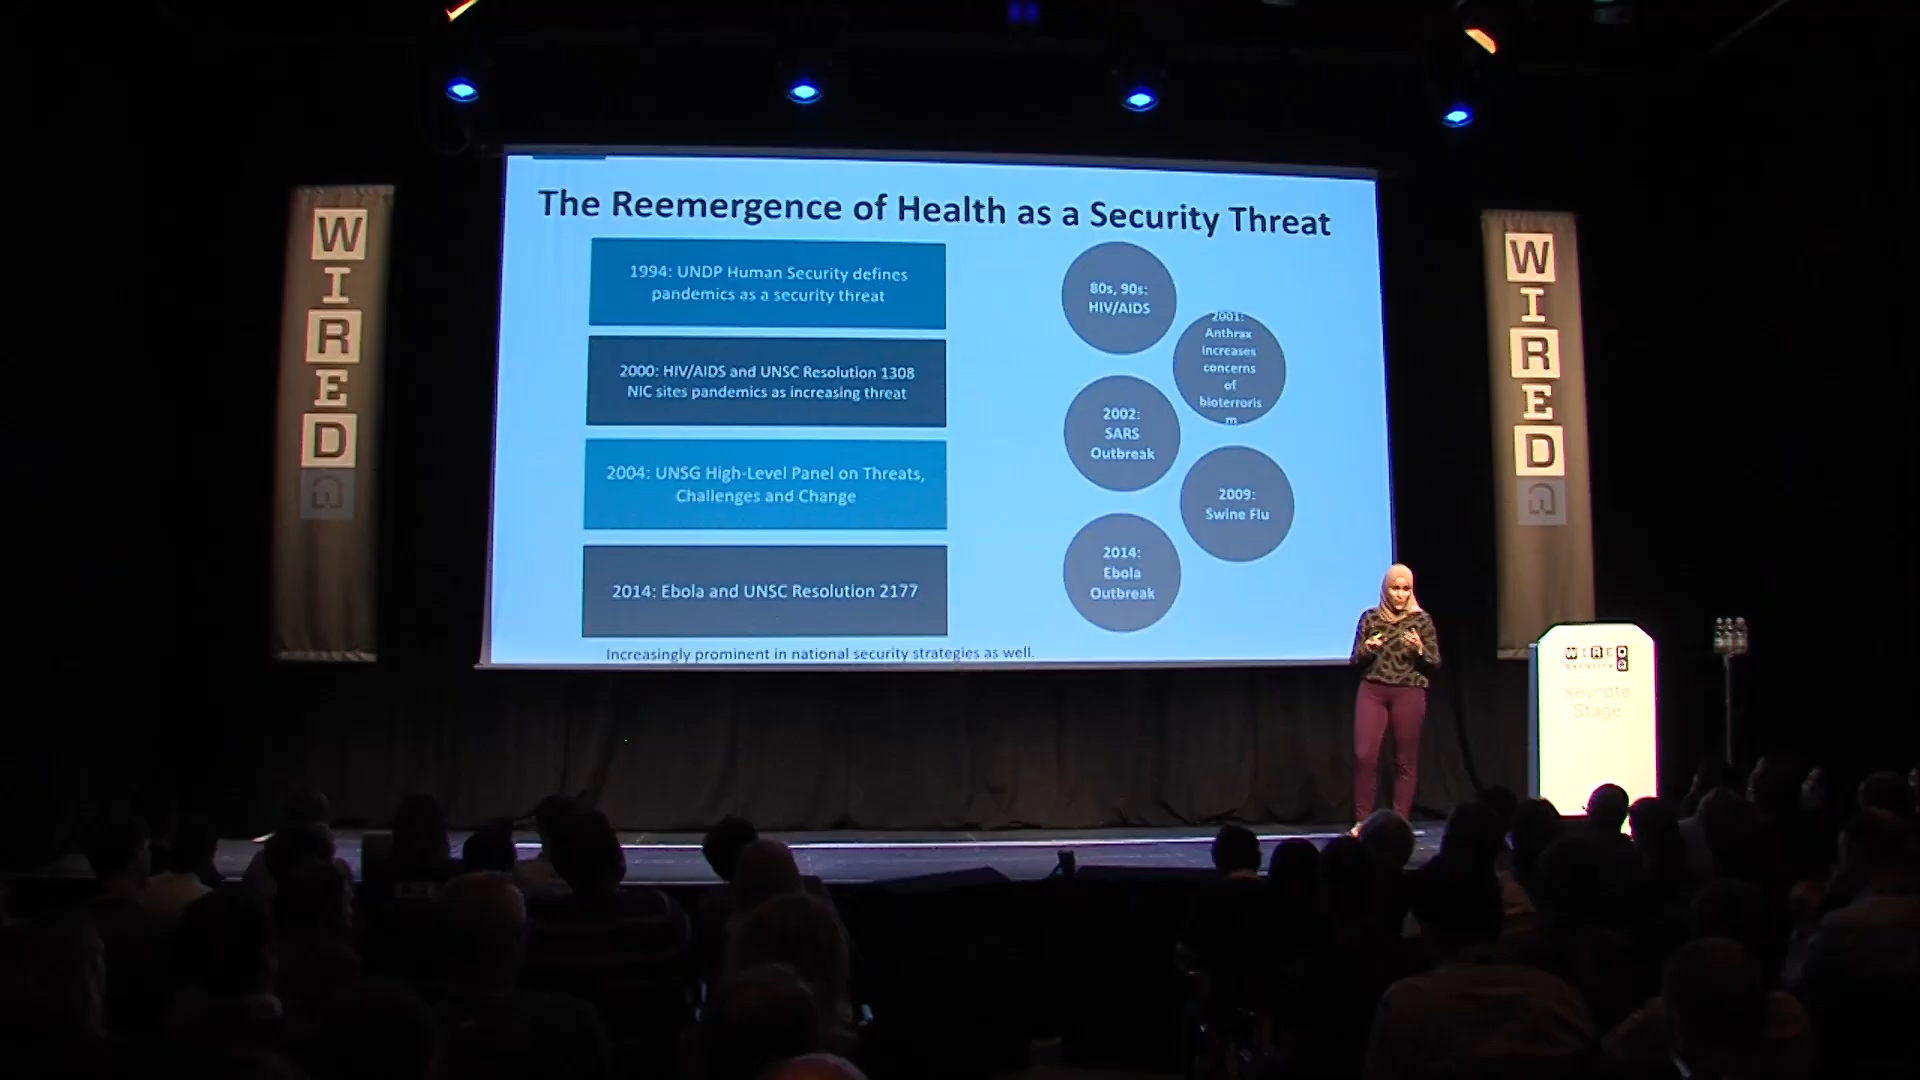 WIRED
The Reemergence of Health as a Security Threat
1994: UNDP Human Security defines
pandemics as a security threat
2000: HIV/AIDS and UNSC Resolution 1308
NIC sites pandemics as increasing threat
2004: UNSG High-Level Panel on Threats,
Challenges and Change
2014: Ebola and UNSC Resolution 2177
Increasingly prominent in national security strategies as well.
80s, 90s:
HIV/AIDS
2001:
Anthrax
increases
concerns
of
bioterroris
m
2002:
SARS
Outbreak
2009:
Swine Flu
2014:
Ebola
Outbreak
WIRED
WIRED
Security
Keynote
Stage